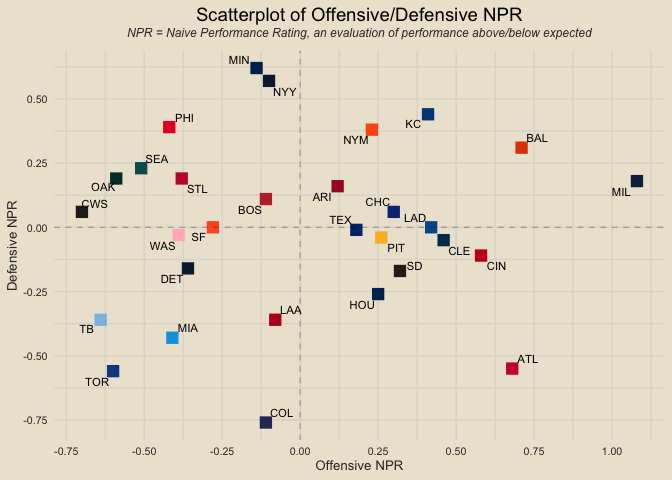 Scatterplot of Offensive/Defensive NPR
NPR = Naive Performance Rating, an evaluation of performance above/below expected
MIN
NYY
PHI
NYM
KC
BAL
SEA
OAK
STL
CWS
BOS
ARI
CHC
MIL
TEX
LAD
WAS
SF
PIT
CLE
DET
SD
CIN
HOU
TB
MIA
LAA
TOR
ATL
COL
0.50
0.25
0.00
-0.25
-0.50
-0.75
Defensive NPR
-0.75
-0.50
-0.25
0.00
0.25
0.50
0.75
1.00
Offensive NPR